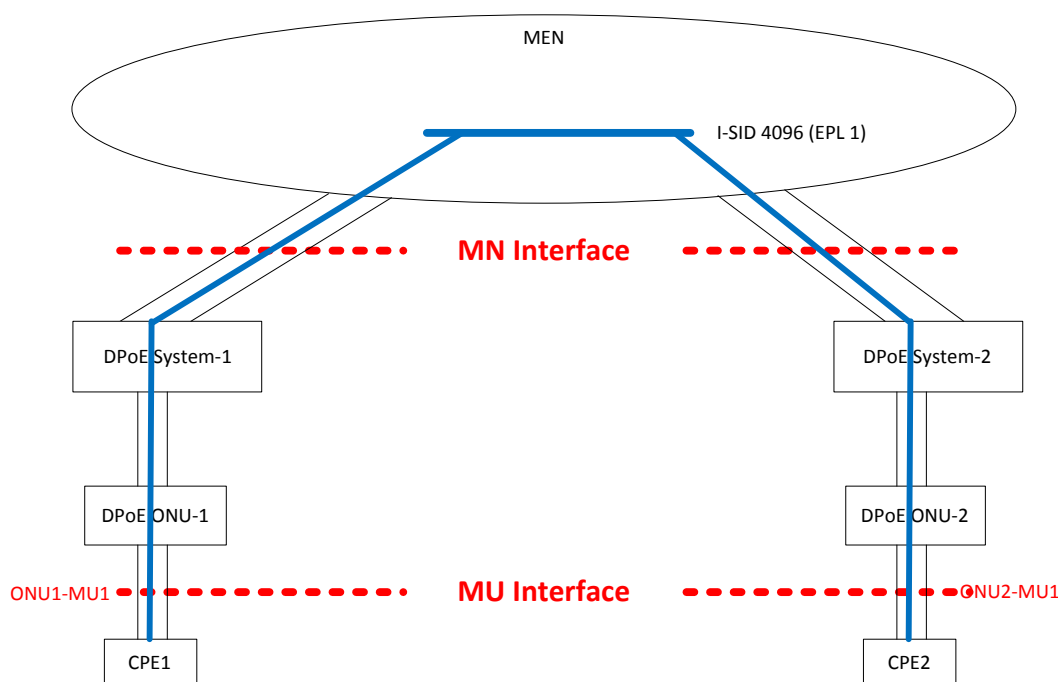 MEN
I-SID 4096 (EPL 1)
MN Interface
DPoE System-1
DPoE System-2
DPoE ONU-1
DPoE ONU-2
ONU1-MU1
MU Interface
ONU2-MU1
CPE1
CPE2